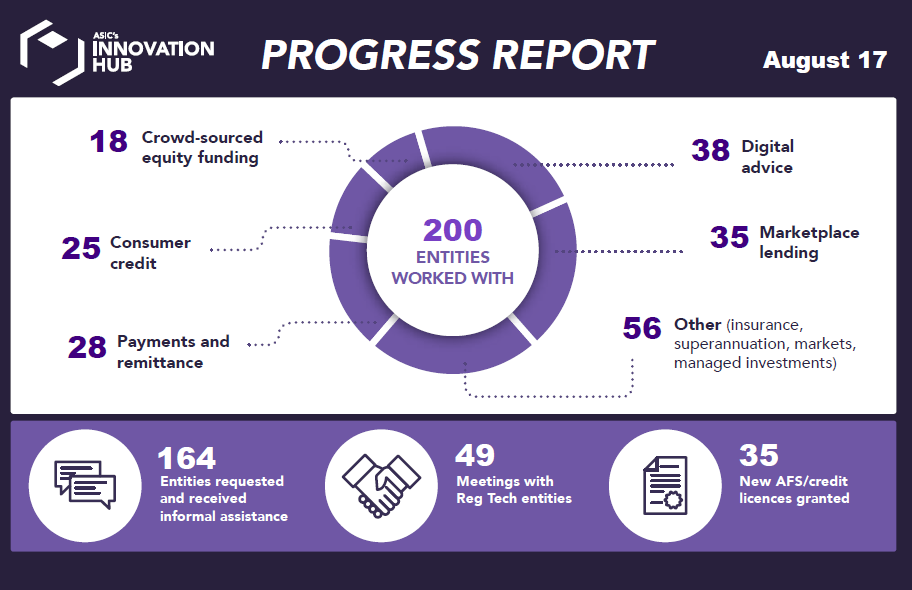 ASIC's
INNOVATION
HUB
PROGRESS REPORT
August 17
18 Crowd-sourced
equity funding
38 Digital
advice
25 Consumer
credit
35 Marketplace
lending
200
ENTITIES
WORKED WITH
28 Payments and
remittance
56 Other (insurance,
superannuation, markets,
managed investments)
164
Entities requested
and received
informal assistance
49
Meetings with
Reg Tech entities
35
New AFS/credit
licences granted